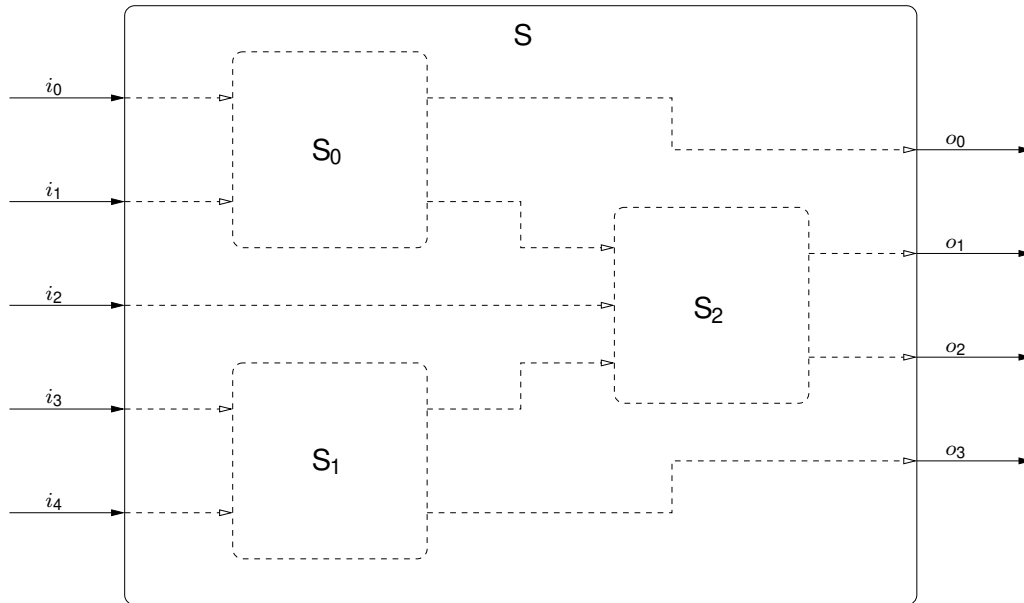 S
i₀
S₀
o₀
i₁
o₁
i₂
S₂
o₂
i₃
S₁
o₃
i₄